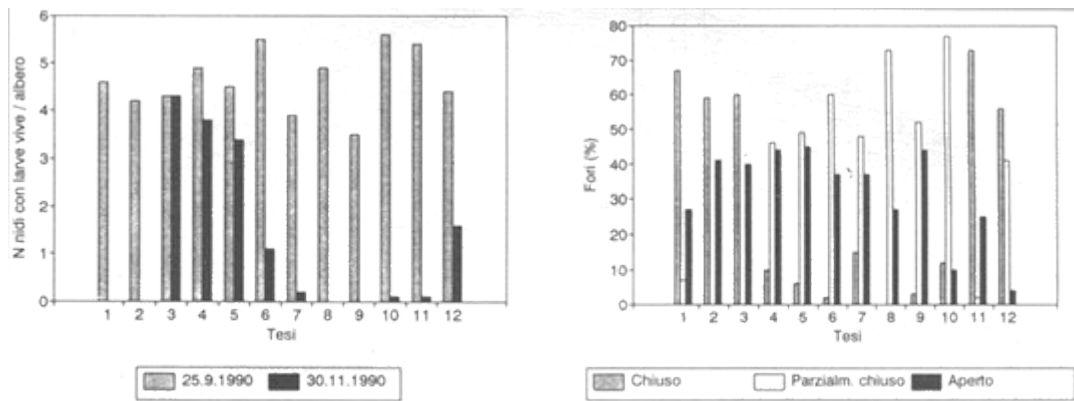 N nidi con larve vive / albero
6
5
4
3
2
1
0
1 2 3 4 5 6 7 8 9 10 11 12
Tesi
25.9.1990 30.11.1990
Fori (%)
80
70
60
50
40
30
20
10
0
1 2 3 4 5 6 7 8 9 10 11 12
Tesi
Chiuso Parzialm. chiuso Aperto